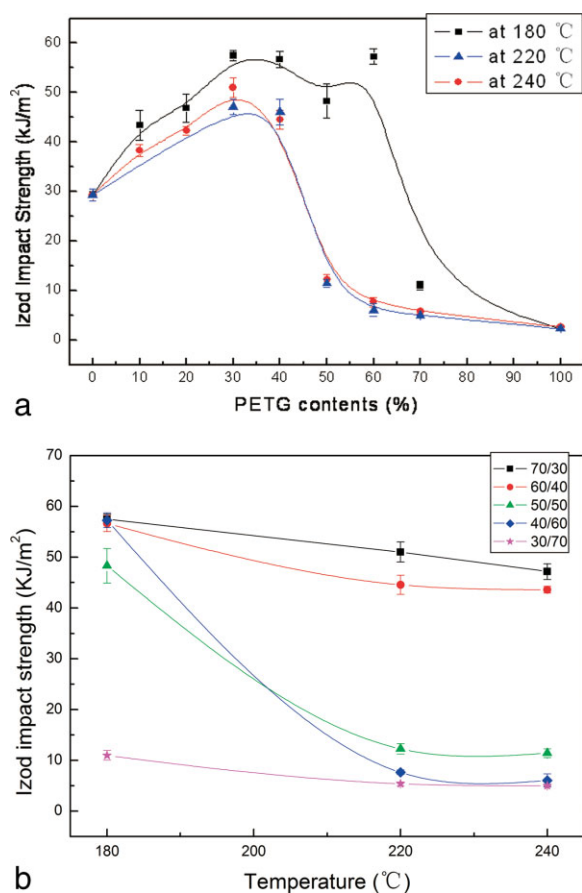 at 180 ℃
at 220 ℃
at 240 ℃
Izod Impact Strength (kJ/m²)
60
50
40
30
20
10
0
0 10 20 30 40 50 60 70 80 90 100
PETG contents (%)
a
70/30
60/40
50/50
40/60
30/70
Izod impact strength (KJ/m²)
70
60
50
40
30
20
10
0
180 200 220 240
Temperature (℃)
b